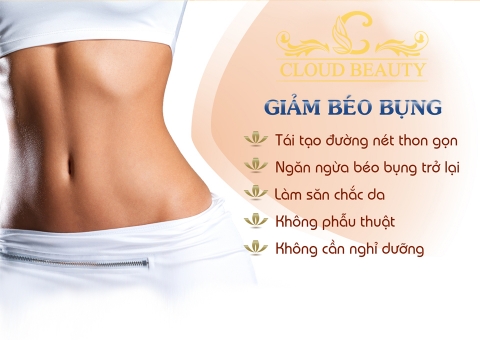 C
CLOUD BEAUTY
GIẢM BÉO BỤNG
Tái tạo đường nét thon gọn
Ngăn ngừa béo bụng trở lại
Làm săn chắc da
Không phẫu thuật
Không cần nghỉ dưỡng